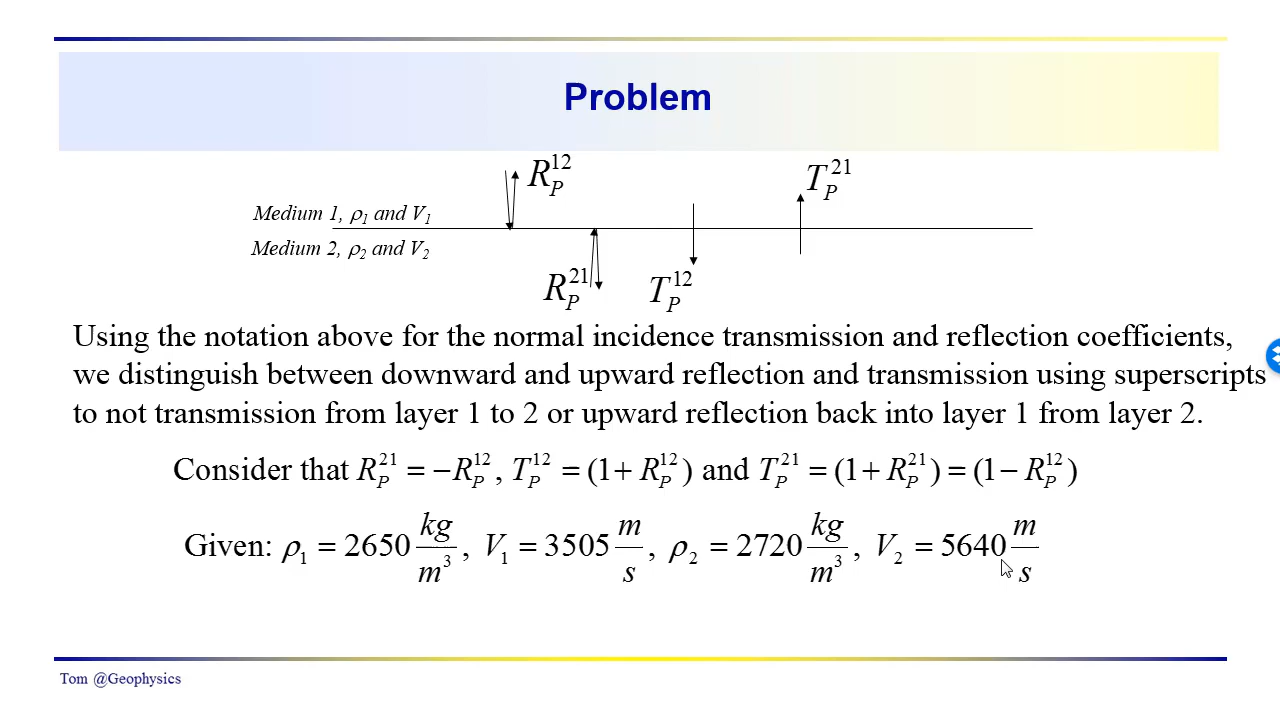 Problem
R_P^{12}
T_P^{21}
Medium 1, ρ₁ and V₁
Medium 2, ρ₂ and V₂
R_P^{21}
T_P^{12}
Using the notation above for the normal incidence transmission and reflection coefficients,
we distinguish between downward and upward reflection and transmission using superscripts
to not transmission from layer 1 to 2 or upward reflection back into layer 1 from layer 2.
Consider that R_P^{21} = −R_P^{12}, T_P^{12} = (1 + R_P^{12}) and T_P^{21} = (1 + R_P^{21}) = (1 − R_P^{12})
Given: ρ₁ = 2650 kg/m³, V₁ = 3505 m/s, ρ₂ = 2720 kg/m³, V₂ = 5640 m/s
Tom @Geophysics